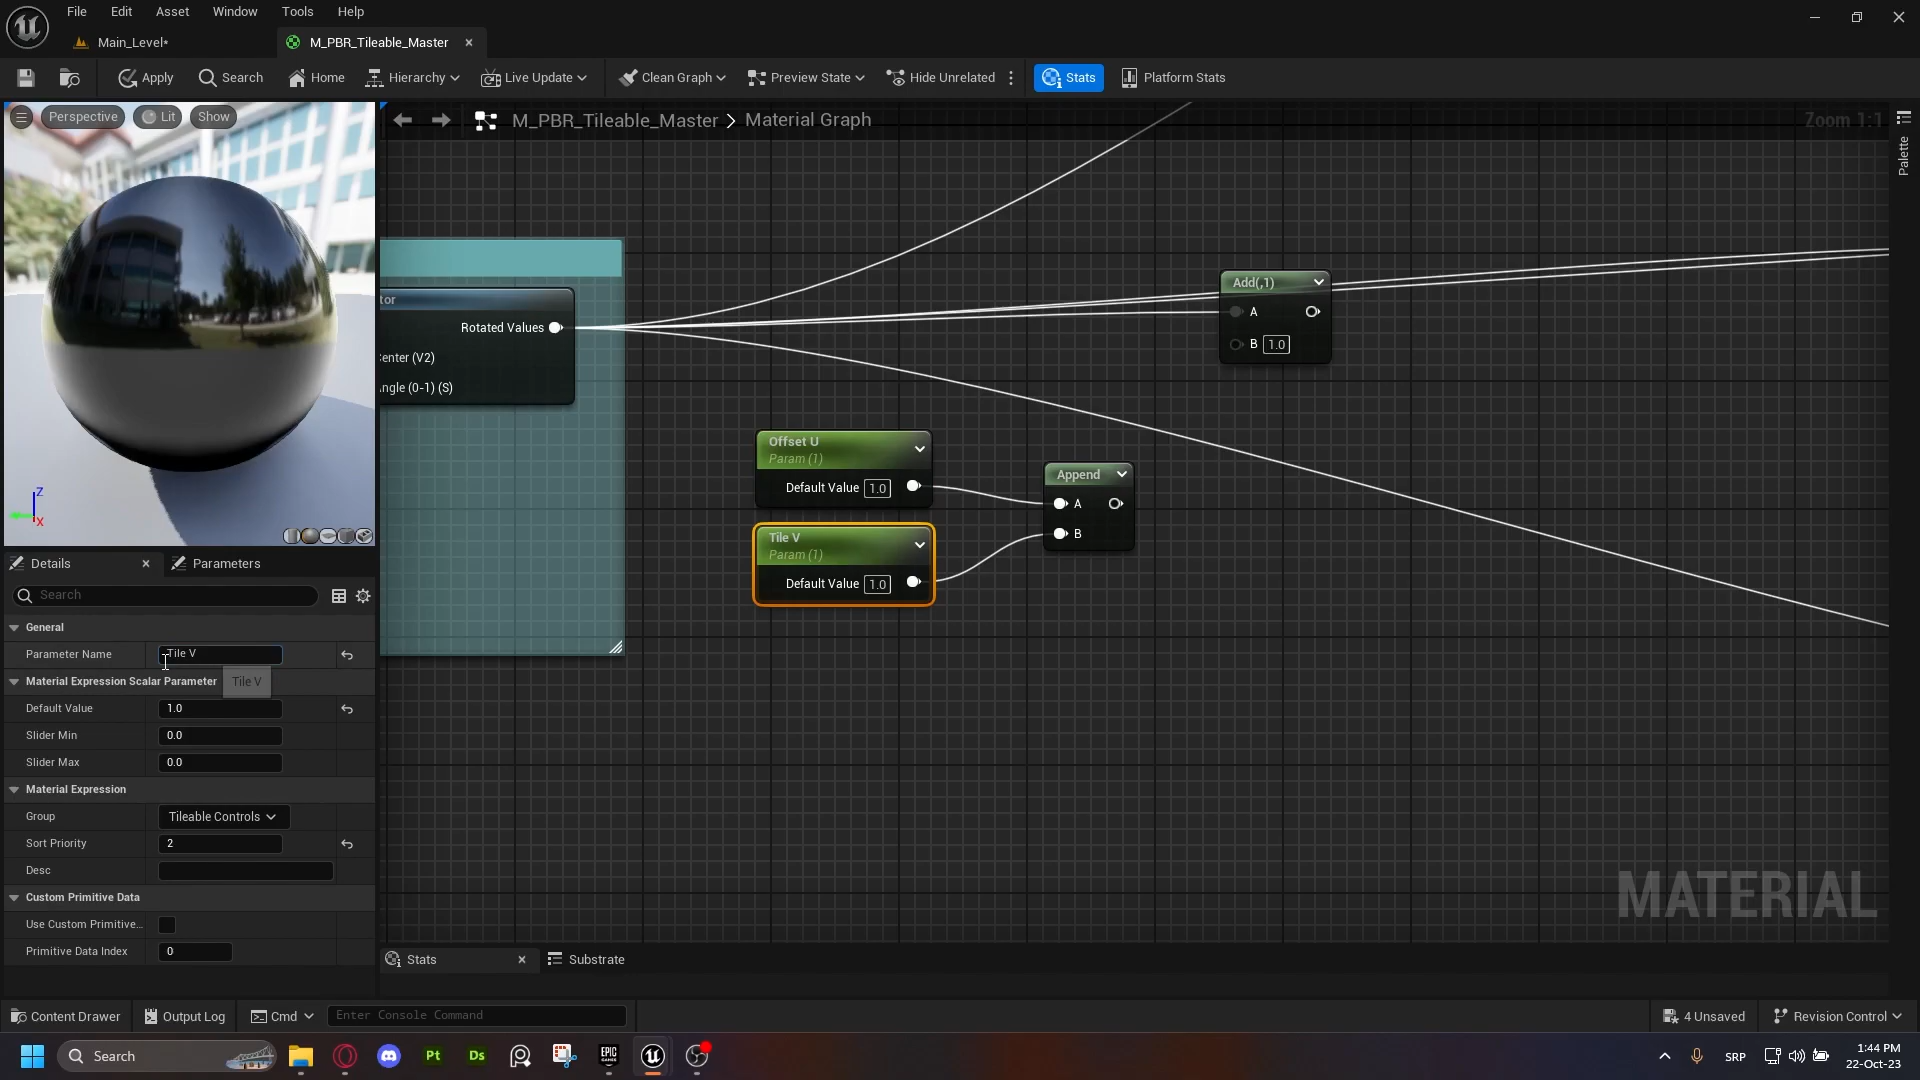 File Edit Asset Window Tools Help
Main_Level*
M_PBR_Tileable_Master
Apply Search Home Hierarchy Live Update Clean Graph Preview State Hide Unrelated Stats Platform Stats
Perspective Lit Show
M_PBR_Tileable_Master > Material Graph
Zoom 1:1
Palette
tor
Rotated Values
enter (V2)
ngle (0-1) (S)
Add(,1)
A
B 1.0
Offset U
Param (1)
Default Value 1.0
Append
A
B
Tile V
Param (1)
Default Value 1.0
Z
X
Details
Parameters
Search
General
Parameter Name Tile V
Material Expression Scalar Parameter
Tile V
Default Value 1.0
Slider Min 0.0
Slider Max 0.0
Material Expression
Group Tileable Controls
Sort Priority 2
Desc
Custom Primitive Data
Use Custom Primitive...
Primitive Data Index 0
MATERIAL
Stats
Substrate
Content Drawer Output Log Cmd Enter Console Command
4 Unsaved Revision Control
Search
Pt
Ds
EPIC GAMES
SRP
1:44 PM
22-Oct-23